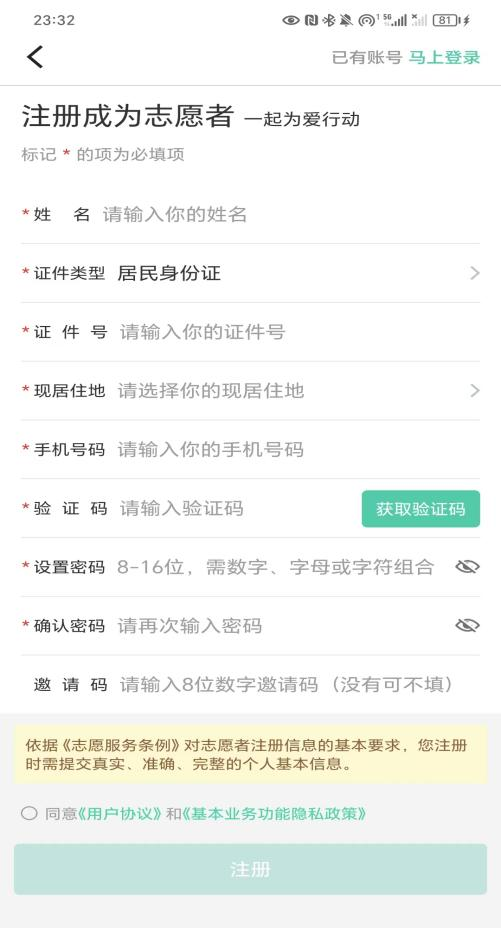 23:32
5G 81
已有账号 马上登录
注册成为志愿者 一起为爱行动
标记 * 的项为必填项
* 姓 名 请输入你的姓名
* 证件类型 居民身份证
* 证 件 号 请输入你的证件号
* 现居住地 请选择你的现居住地
* 手机号码 请输入你的手机号码
* 验 证 码 请输入验证码 获取验证码
* 设置密码 8-16位，需数字、字母或字符组合
* 确认密码 请再次输入密码
邀 请 码 请输入8位数字邀请码（没有可不填）
依据《志愿服务条例》对志愿者注册信息的基本要求，您注册
时需提交真实、准确、完整的个人基本信息。
同意《用户协议》和《基本业务功能隐私政策》
注册